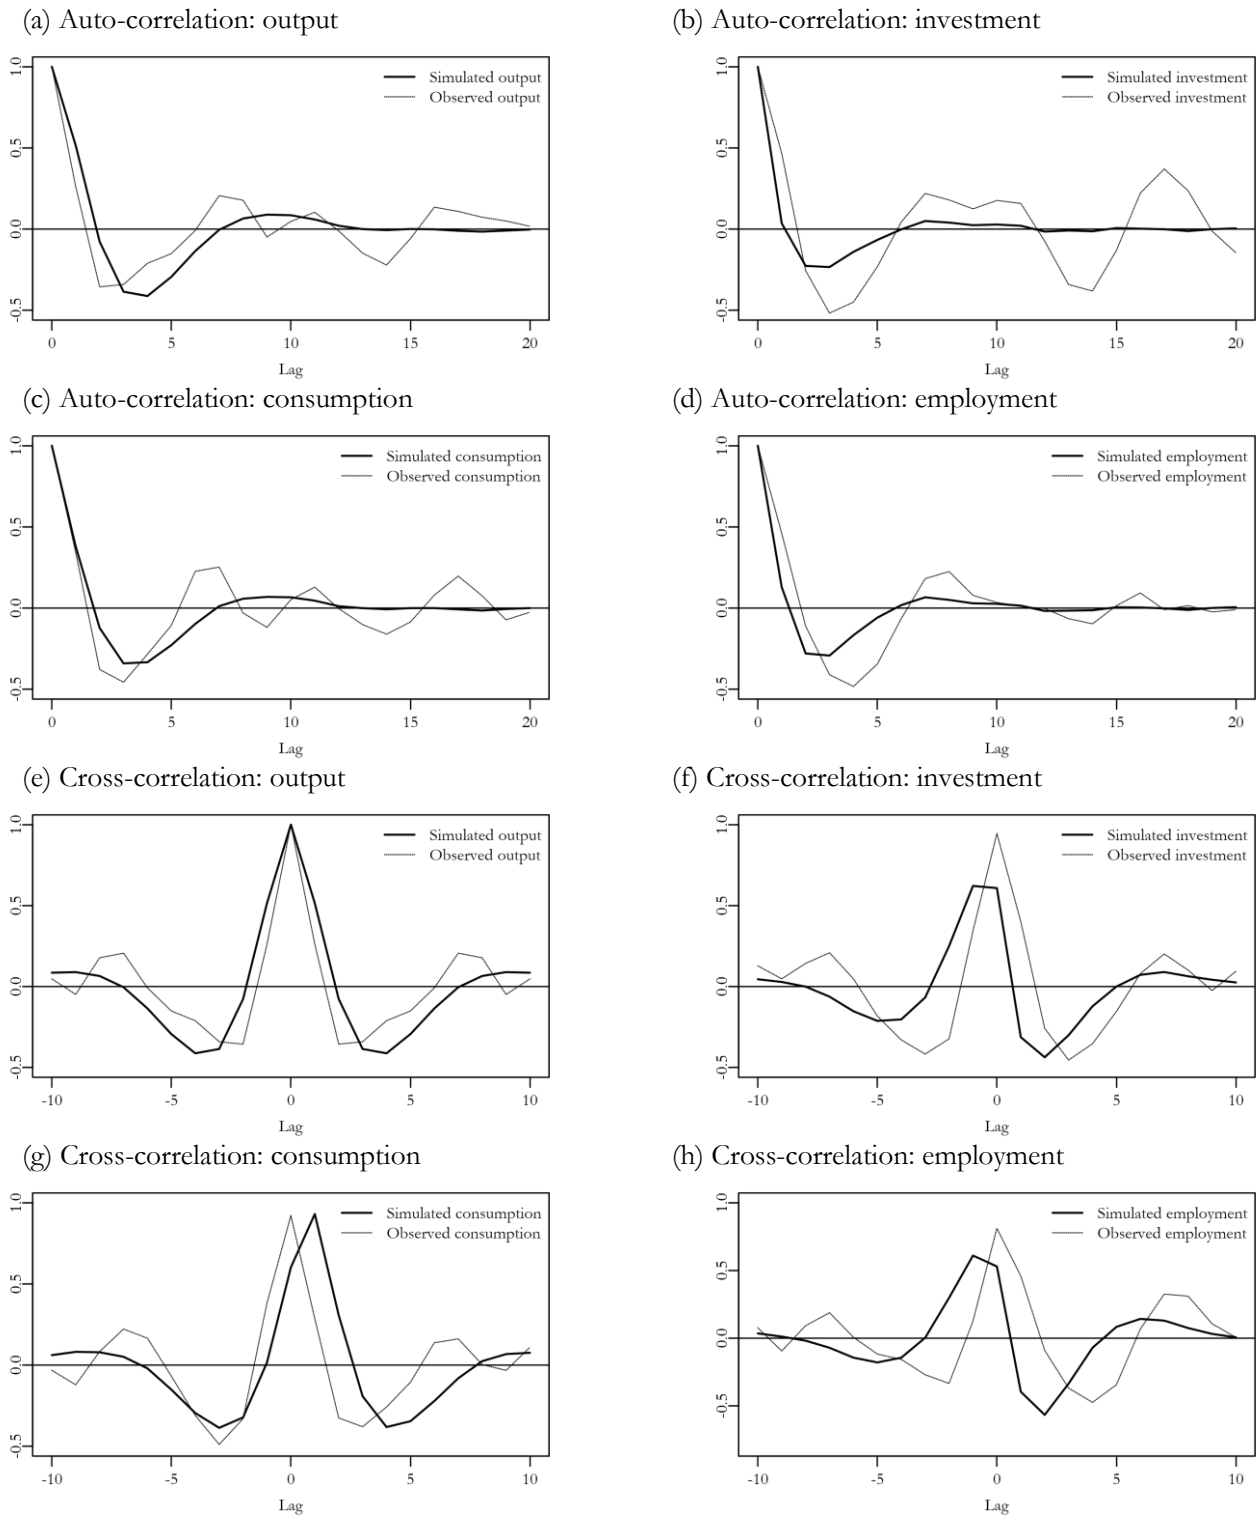 (a) Auto-correlation: output
(b) Auto-correlation: investment
1.0
0.5
0.0
-0.5
Simulated output
Observed output
0 5 10 15 20
Lag
1.0
0.5
0.0
-0.5
Simulated investment
Observed investment
0 5 10 15 20
Lag
(c) Auto-correlation: consumption
(d) Auto-correlation: employment
1.0
0.5
0.0
-0.5
Simulated consumption
Observed consumption
0 5 10 15 20
Lag
1.0
0.5
0.0
-0.5
Simulated employment
Observed employment
0 5 10 15 20
Lag
(e) Cross-correlation: output
(f) Cross-correlation: investment
1.0
0.5
0.0
-0.5
Simulated output
Observed output
-10 -5 0 5 10
Lag
1.0
0.5
0.0
-0.5
Simulated investment
Observed investment
-10 -5 0 5 10
Lag
(g) Cross-correlation: consumption
(h) Cross-correlation: employment
1.0
0.5
0.0
-0.5
Simulated consumption
Observed consumption
-10 -5 0 5 10
Lag
1.0
0.5
0.0
-0.5
Simulated employment
Observed employment
-10 -5 0 5 10
Lag